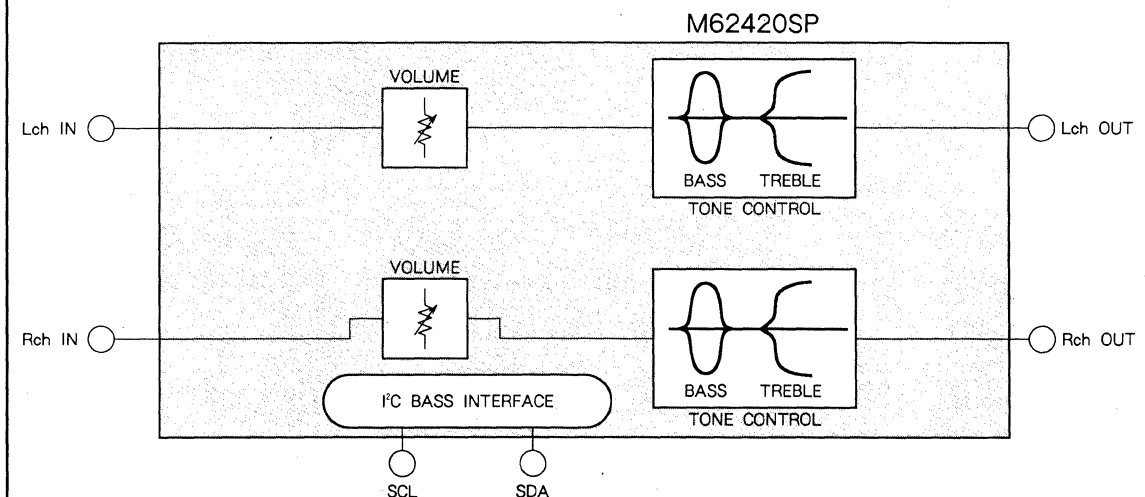 M62420SP
VOLUME
Lch IN
Lch OUT
BASS TREBLE
TONE CONTROL
VOLUME
Rch IN
Rch OUT
BASS TREBLE
TONE CONTROL
I²C BASS INTERFACE
SCL SDA